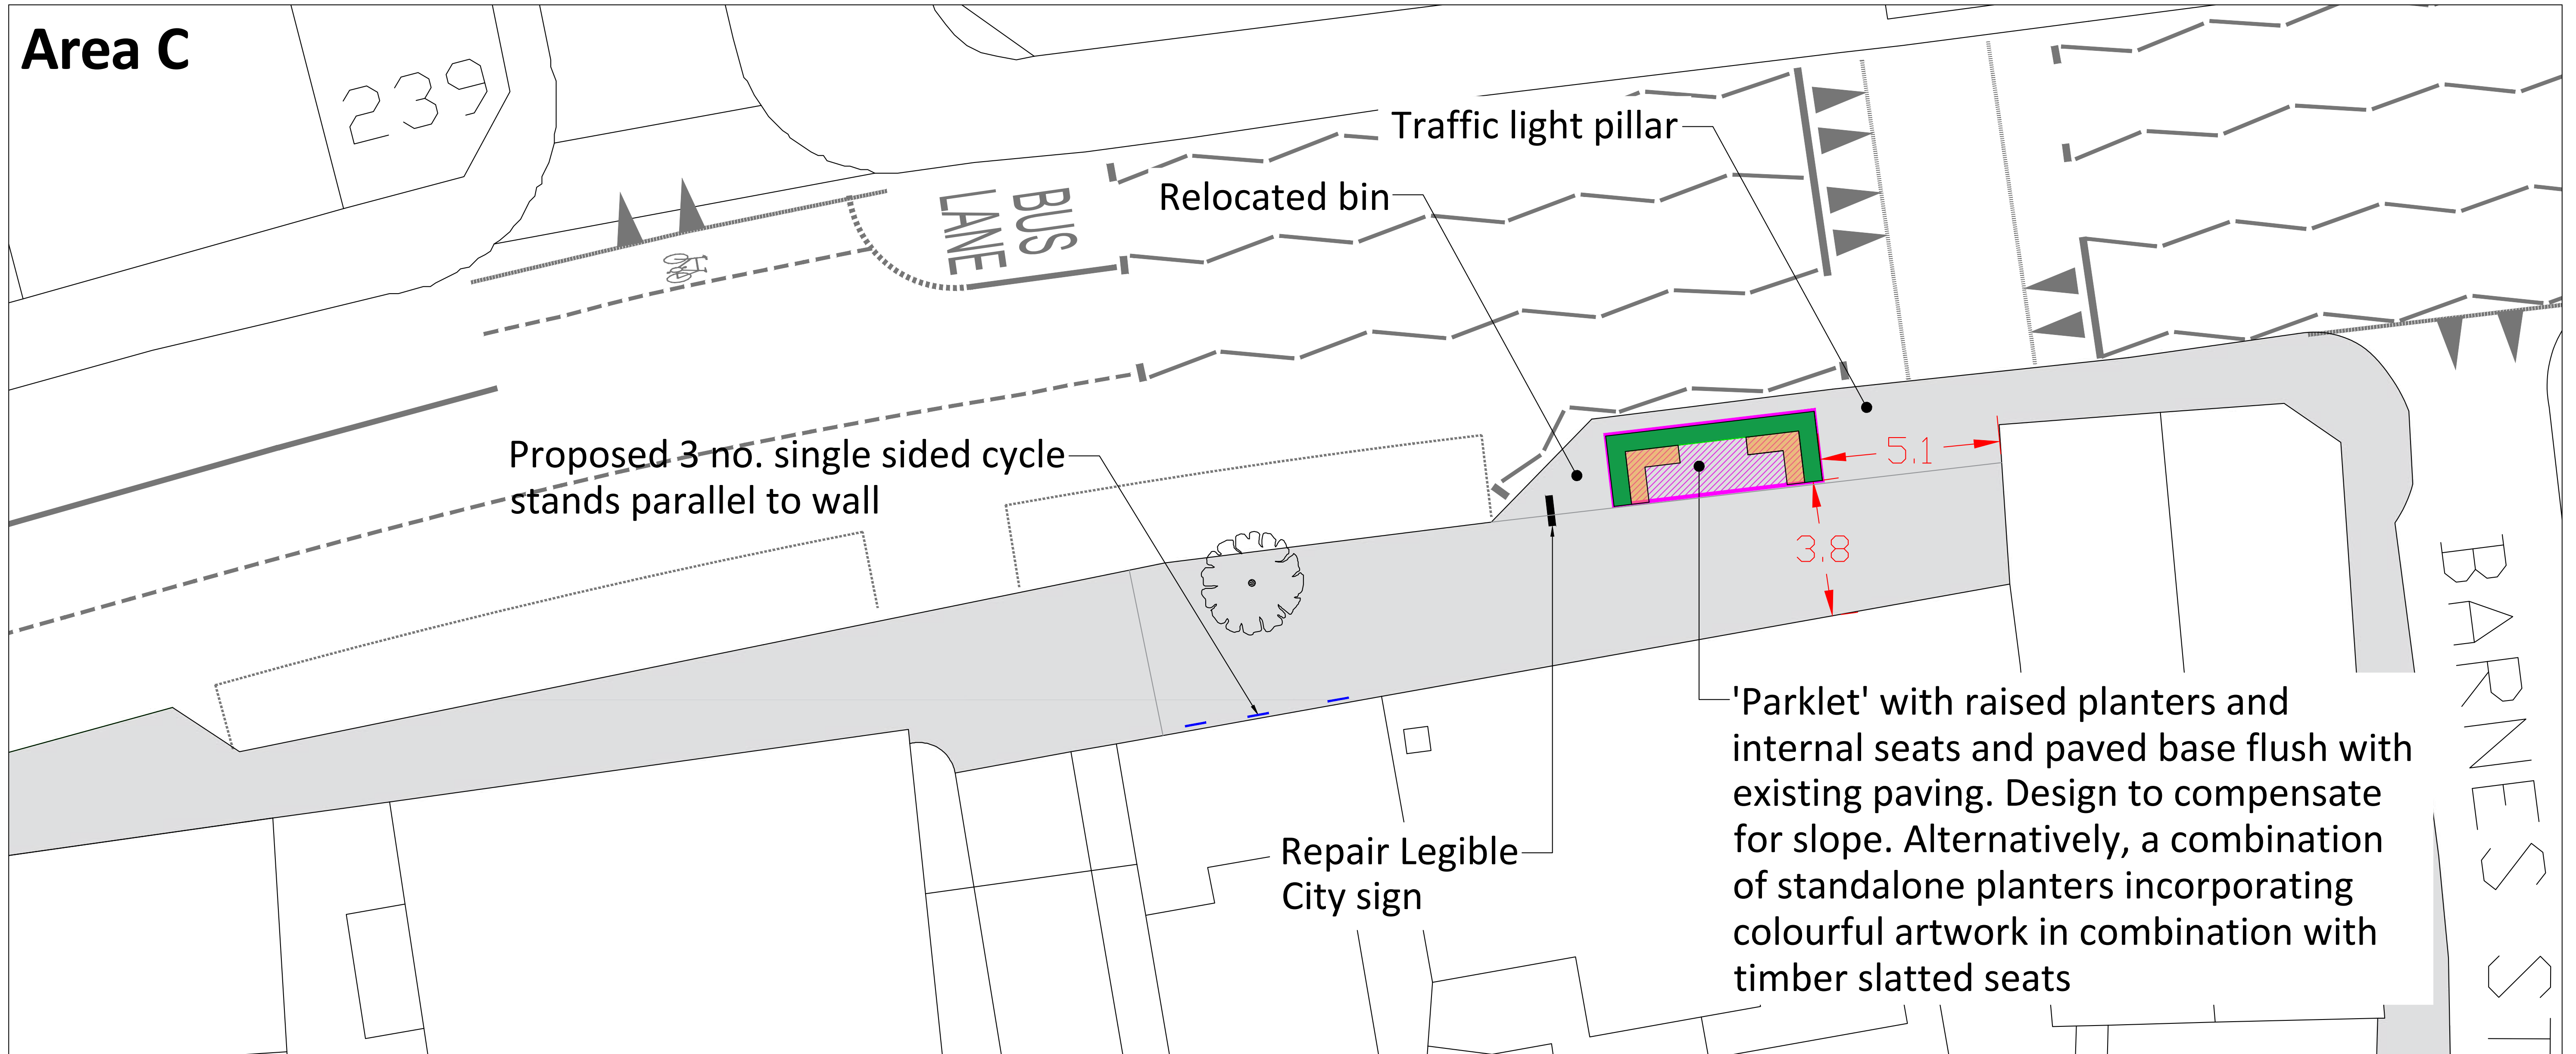 Area C
239
Traffic light pillar
Relocated bin
BUS
LANE
Proposed 3 no. single sided cycle
stands parallel to wall
5.1
3.8
'Parklet' with raised planters and
internal seats and paved base flush with
existing paving. Design to compensate
for slope. Alternatively, a combination
of standalone planters incorporating
colourful artwork in combination with
timber slatted seats
Repair Legible
City sign
BARNES ST